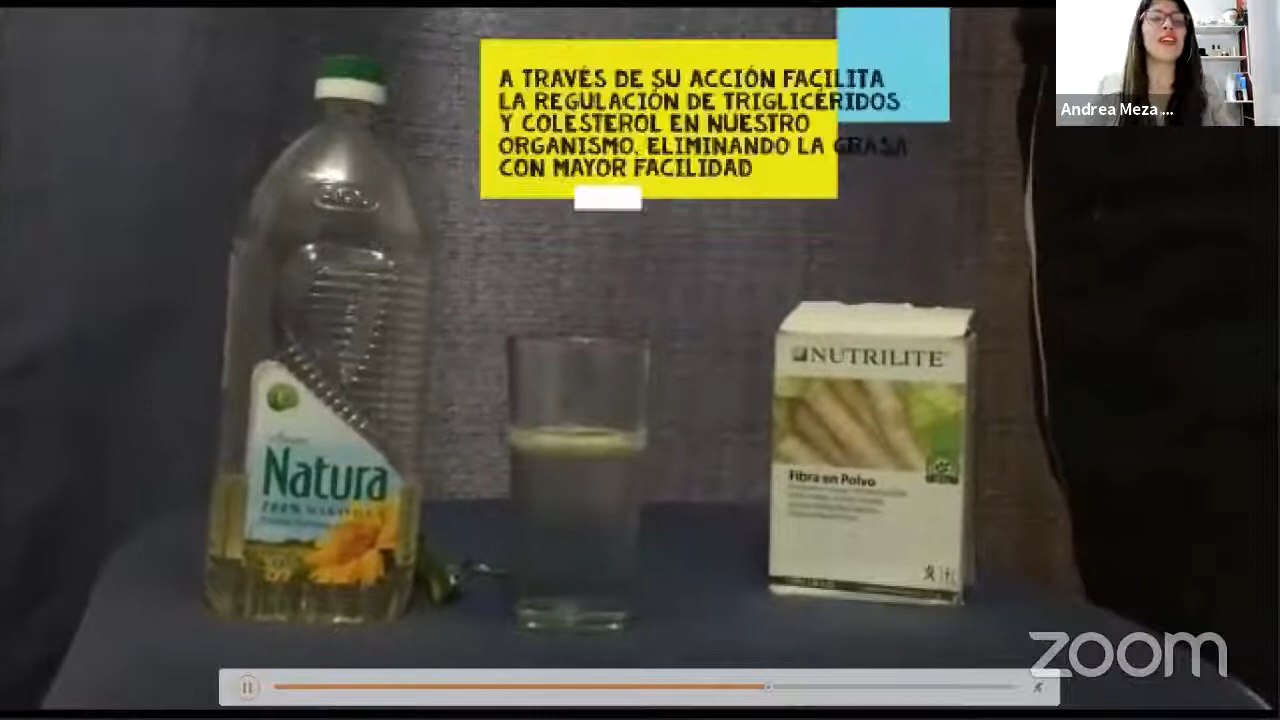 A TRAVÉS DE SU ACCIÓN FACILITA
LA REGULACIÓN DE TRIGLICÉRIDOS
Y COLESTEROL EN NUESTRO
ORGANISMO, ELIMINANDO LA GRASA
CON MAYOR FACILIDAD
Andrea Meza ...
NUTRILITE
Fibra en Polvo
Natura
zoom